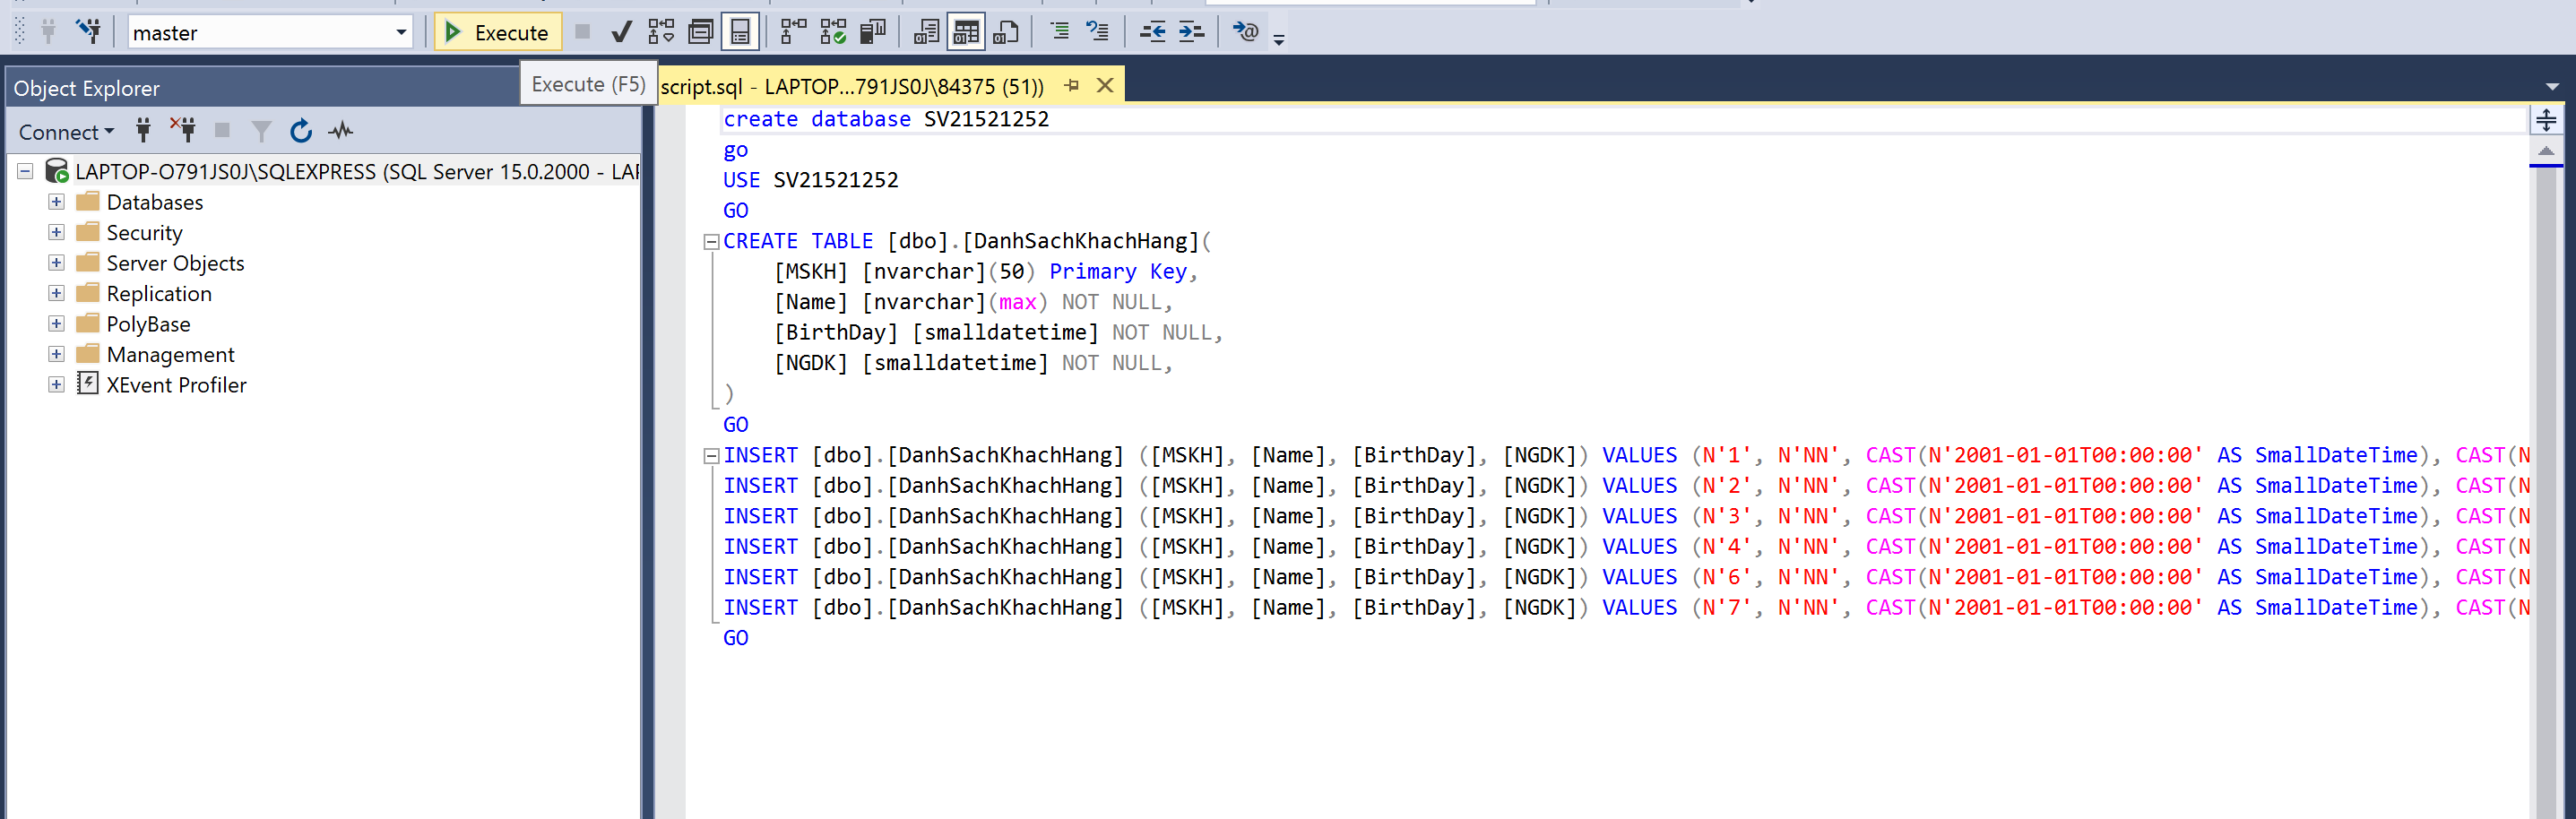 master
Execute
Execute (F5)
Object Explorer
script.sql - LAPTOP...791JS0J\84375 (51))
Connect
LAPTOP-O791JS0J\SQLEXPRESS (SQL Server 15.0.2000 - LAP
Databases
Security
Server Objects
Replication
PolyBase
Management
XEvent Profiler
create database SV21521252
go
USE SV21521252
GO
CREATE TABLE [dbo].[DanhSachKhachHang](
[MSKH] [nvarchar](50) Primary Key,
[Name] [nvarchar](max) NOT NULL,
[BirthDay] [smalldatetime] NOT NULL,
[NGDK] [smalldatetime] NOT NULL,
)
GO
INSERT [dbo].[DanhSachKhachHang] ([MSKH], [Name], [BirthDay], [NGDK]) VALUES (N'1', N'NN', CAST(N'2001-01-01T00:00:00' AS SmallDateTime), CAST(N
INSERT [dbo].[DanhSachKhachHang] ([MSKH], [Name], [BirthDay], [NGDK]) VALUES (N'2', N'NN', CAST(N'2001-01-01T00:00:00' AS SmallDateTime), CAST(N
INSERT [dbo].[DanhSachKhachHang] ([MSKH], [Name], [BirthDay], [NGDK]) VALUES (N'3', N'NN', CAST(N'2001-01-01T00:00:00' AS SmallDateTime), CAST(N
INSERT [dbo].[DanhSachKhachHang] ([MSKH], [Name], [BirthDay], [NGDK]) VALUES (N'4', N'NN', CAST(N'2001-01-01T00:00:00' AS SmallDateTime), CAST(N
INSERT [dbo].[DanhSachKhachHang] ([MSKH], [Name], [BirthDay], [NGDK]) VALUES (N'6', N'NN', CAST(N'2001-01-01T00:00:00' AS SmallDateTime), CAST(N
INSERT [dbo].[DanhSachKhachHang] ([MSKH], [Name], [BirthDay], [NGDK]) VALUES (N'7', N'NN', CAST(N'2001-01-01T00:00:00' AS SmallDateTime), CAST(N
GO